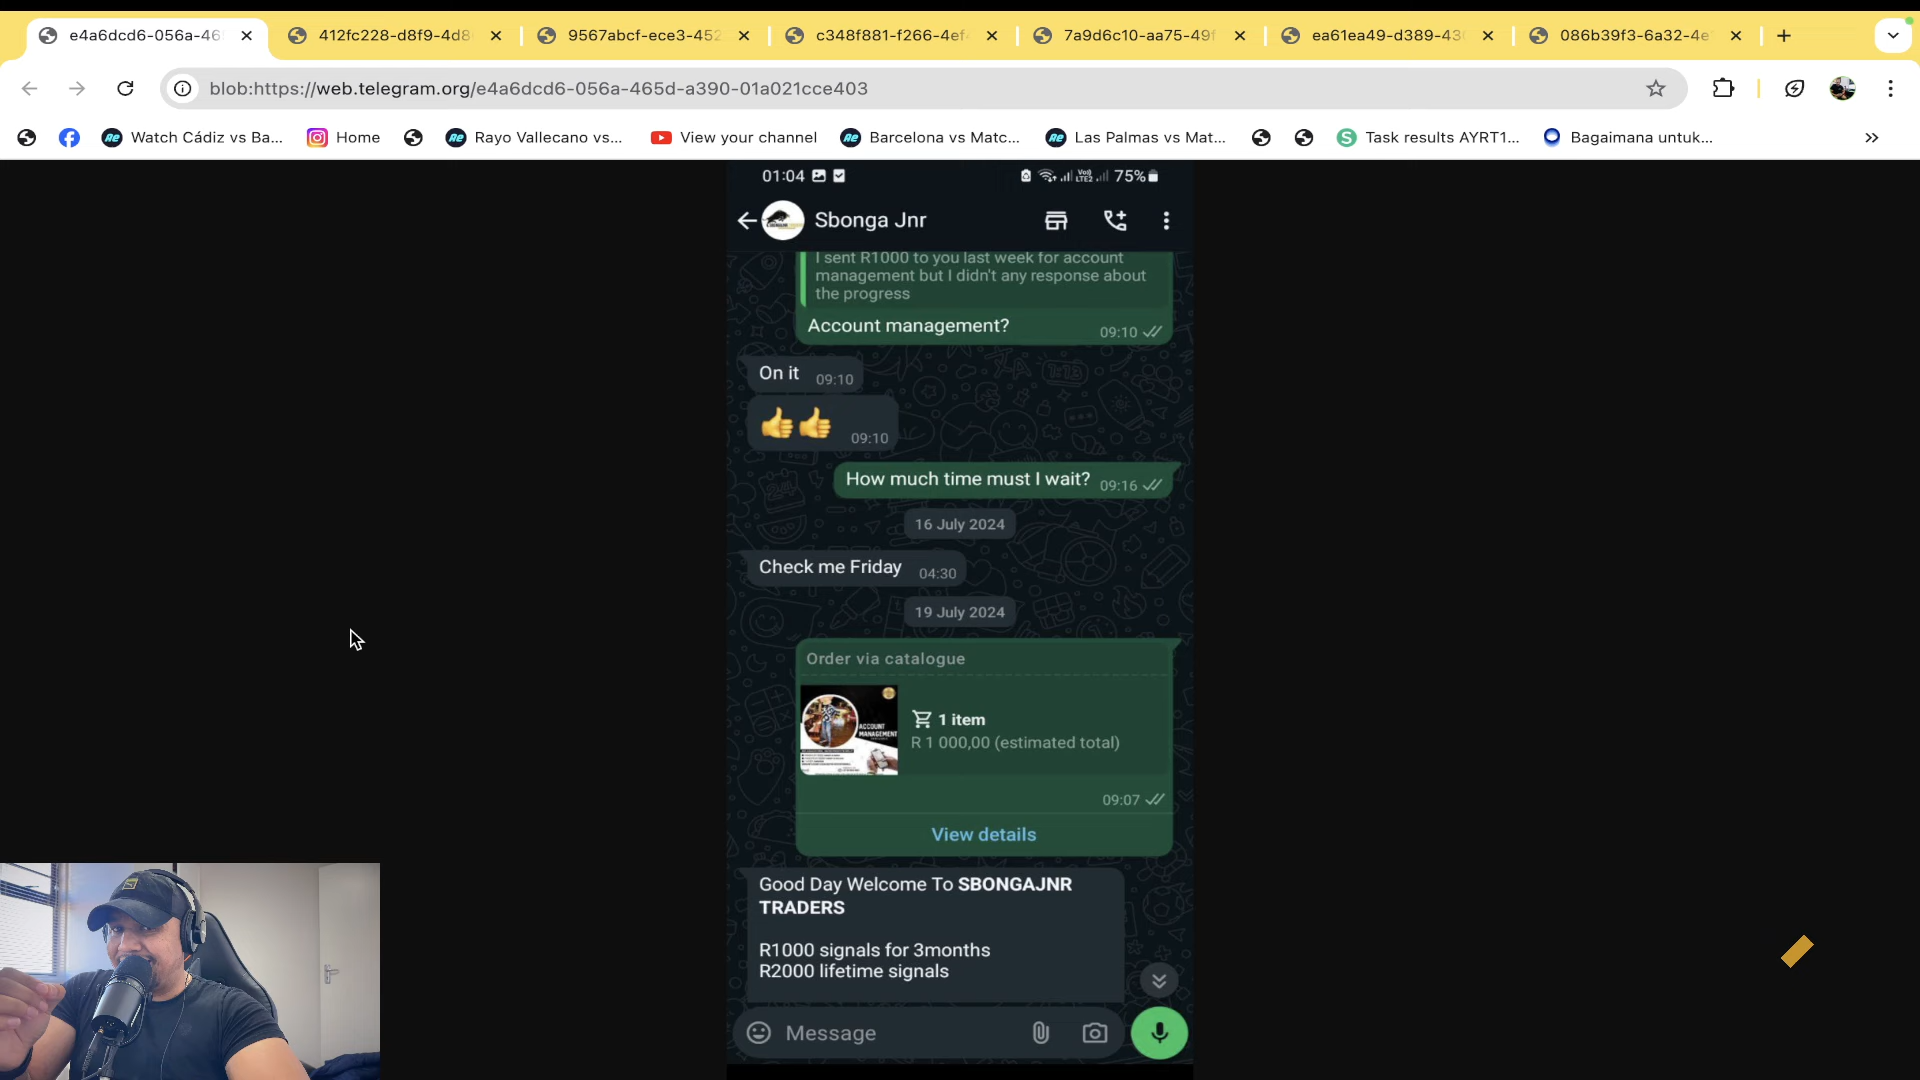 e4a6dcd6-056a-46
412fc228-d8f9-4d8
9567abcf-ece3-452
c348f881-f266-4ef
7a9d6c10-aa75-49f
ea61ea49-d389-43
086b39f3-6a32-4e
blob:https://web.telegram.org/e4a6dcd6-056a-465d-a390-01a021cce403
Watch Cádiz vs Ba...
Home
Rayo Vallecano vs...
View your channel
Barcelona vs Matc...
Las Palmas vs Mat...
Task results AYRT1...
Bagaimana untuk...
01:04
75%
Sbonga Jnr
I sent R1000 to you last week for account
management but I didn't any response about
the progress
Account management?
09:10
On it
09:10
👍👍
09:10
How much time must I wait?
09:16
16 July 2024
Check me Friday
04:30
19 July 2024
Order via catalogue
ACCOUNT
MANAGEMENT
1 item
R 1 000,00 (estimated total)
09:07
View details
Good Day Welcome To SBONGAJNR
TRADERS
R1000 signals for 3months
R2000 lifetime signals
Message